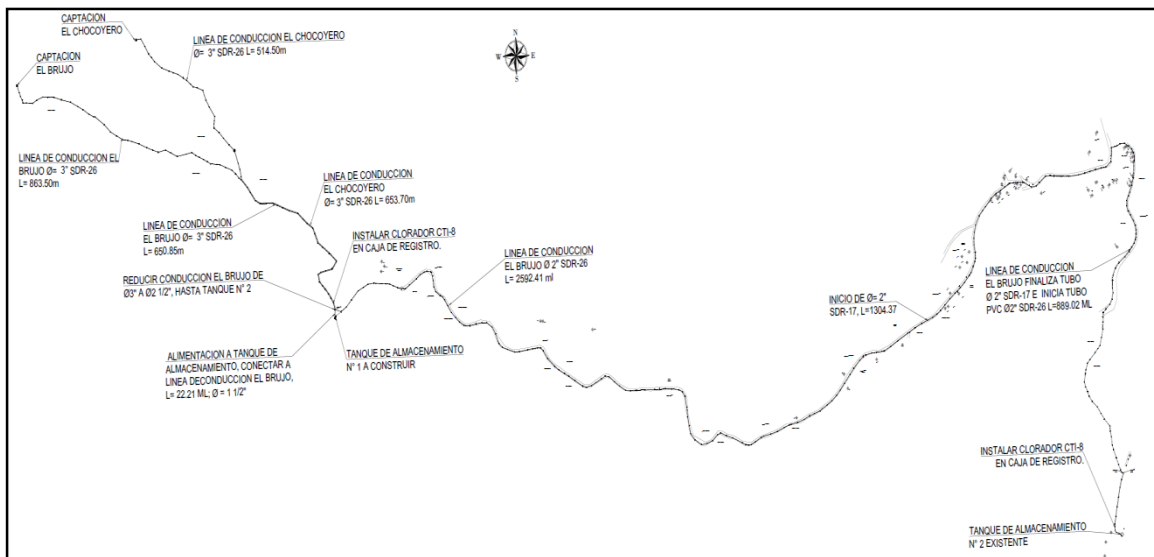 CAPTACION
EL CHOCOYERO
LINEA DE CONDUCCION EL CHOCOYERO
Ø= 3" SDR-26 L= 514.50m
N
W
E
S
CAPTACION
EL BRUJO
LINEA DE CONDUCCION EL
BRUJO Ø= 3" SDR-26
L= 863.50m
LINEA DE CONDUCCION
EL CHOCOYERO
Ø= 3" SDR-26 L= 653.70m
LINEA DE CONDUCCION
EL BRUJO Ø= 3" SDR-26
L= 650.85m
INSTALAR CLORADOR CTI-8
EN CAJA DE REGISTRO.
LINEA DE CONDUCCION
EL BRUJO Ø 2" SDR-26
L= 2592.41 ml
REDUCIR CONDUCCION EL BRUJO DE
Ø3" A Ø2 1/2", HASTA TANQUE N° 2
LINEA DE CONDUCCION
EL BRUJO FINALIZA TUBO
Ø 2" SDR-17 E INICIA TUBO
PVC Ø2" SDR-26 L=889.02 ML
INICIO DE Ø= 2"
SDR-17, L=1304.37
ALIMENTACION A TANQUE DE
ALMACENAMIENTO, CONECTAR A
LINEA DECONDUCCION EL BRUJO,
L= 22.21 ML; Ø = 1 1/2"
TANQUE DE ALMACENAMIENTO
N° 1 A CONSTRUIR
INSTALAR CLORADOR CTI-8
EN CAJA DE REGISTRO.
TANQUE DE ALMACENAMIENTO
N° 2 EXISTENTE